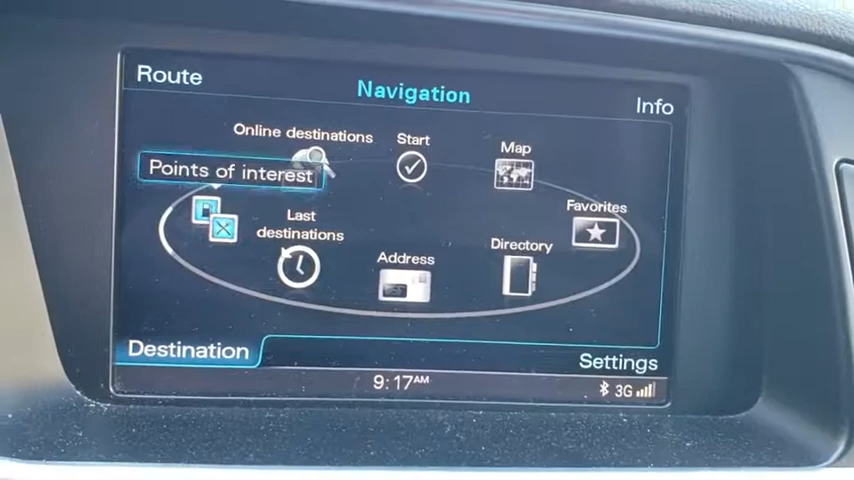 Route
Navigation
Info
Online destinations
Start
Map
Points of interest
Favorites
Last
destinations
Address
Directory
Destination
Settings
9:17AM
3G